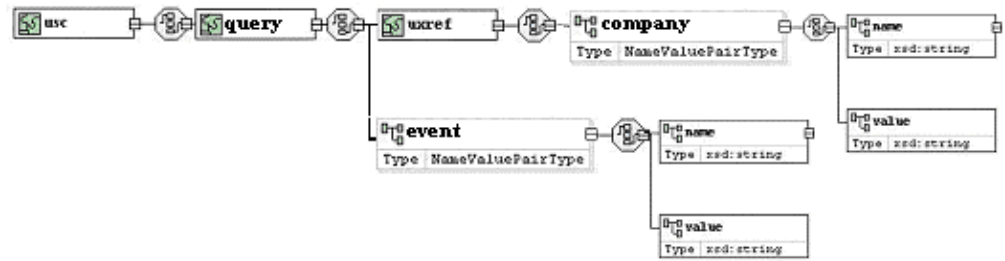 usc
query
uxref
company
Type NameValuePairType
name
Type xsd:string
value
Type xsd:string
event
Type NameValuePairType
name
Type xsd:string
value
Type xsd:string